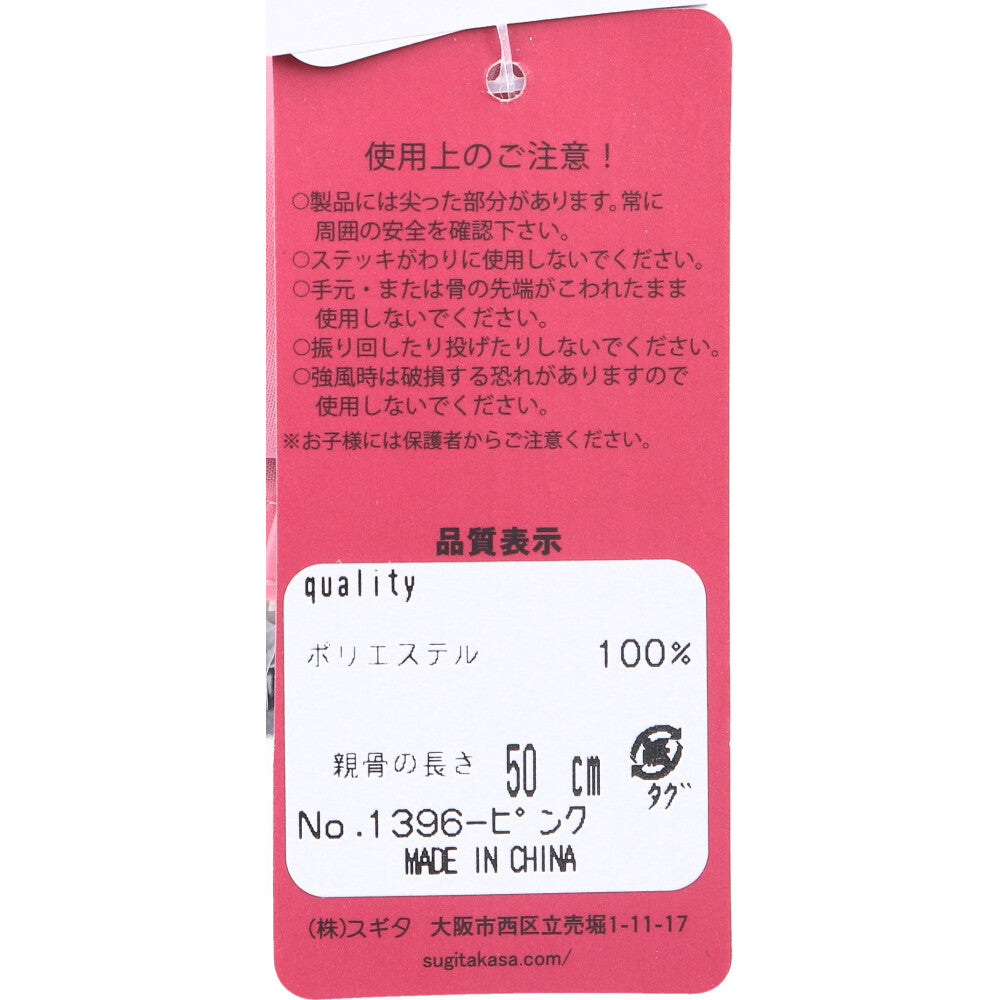 使用上のご注意！
○製品には尖った部分があります。常に
周囲の安全を確認下さい。
○ステッキがわりに使用しないでください。
○手元・または骨の先端がこわれたまま
使用しないでください。
○振り回したり投げたりしないでください。
○強風時は破損する恐れがありますので
使用しないでください。
※お子様には保護者からご注意ください。
品質表示
quality
ポリエステル 100%
親骨の長さ 50 cm
紙
タグ
No.1396-ピンク
MADE IN CHINA
(株)スギタ 大阪市西区立売堀1-11-17
sugitakasa.com/